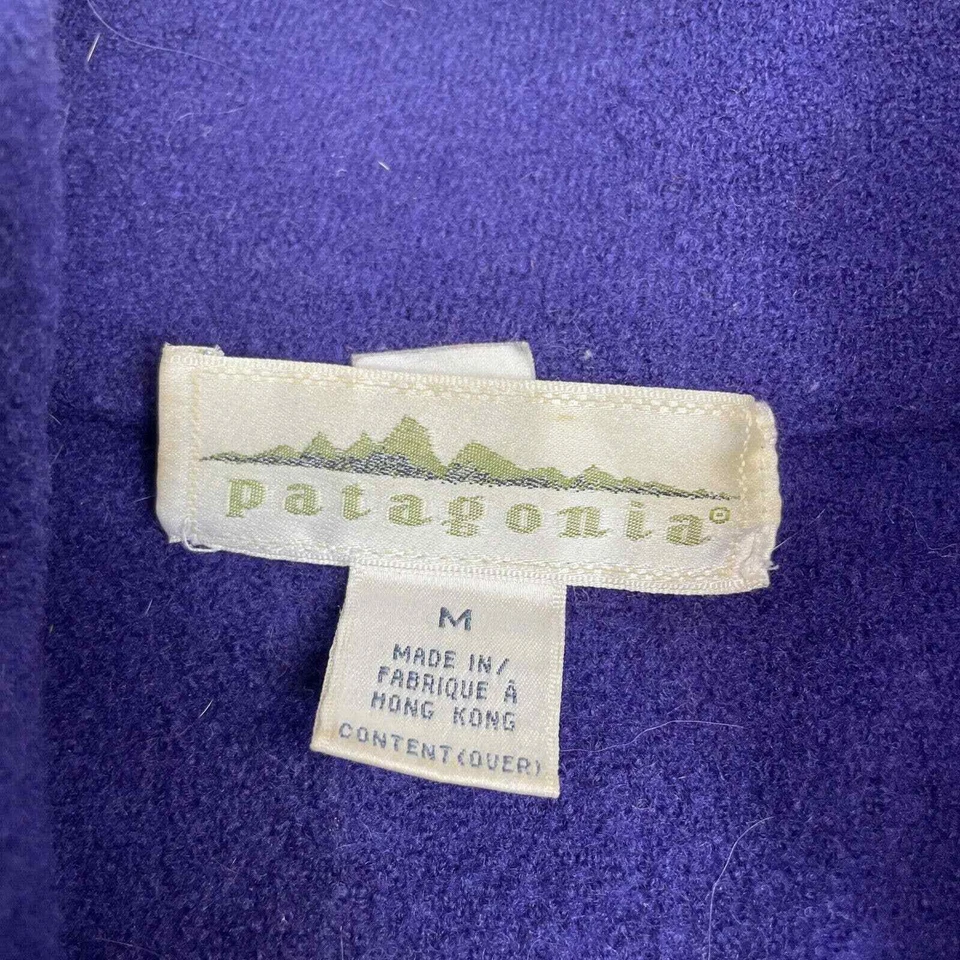 patagonia®
M
MADE IN/
FABRIQUE À
HONG KONG
CONTENT(OVER)